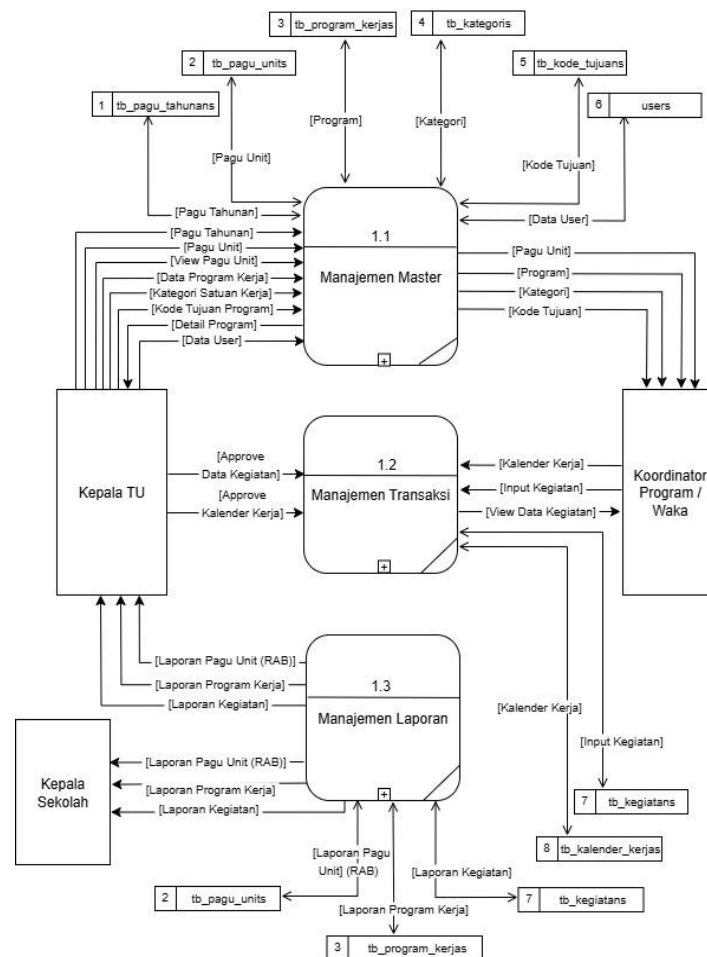 3 tb_program_kerjas
4 tb_kategoris
2 tb_pagu_units
5 tb_kode_tujuans
1 tb_pagu_tahunans
6 users
[Program]
[Kategori]
[Pagu Unit]
[Kode Tujuan]
[Pagu Tahunan]
[Data User]
[Pagu Tahunan]
[Pagu Unit]
[View Pagu Unit]
[Data Program Kerja]
[Kategori Satuan Kerja]
[Kode Tujuan Program]
[Detail Program]
[Data User]
1.1
Manajemen Master
+
[Pagu Unit]
[Program]
[Kategori]
[Kode Tujuan]
Kepala TU
[Approve
Data Kegiatan]
[Approve
Kalender Kerja]
1.2
Manajemen Transaksi
+
[Kalender Kerja]
[Input Kegiatan]
[View Data Kegiatan]
Koordinator
Program /
Waka
[Laporan Pagu Unit (RAB)]
[Laporan Program Kerja]
[Laporan Kegiatan]
1.3
Manajemen Laporan
+
[Kalender Kerja]
[Input Kegiatan]
Kepala
Sekolah
[Laporan Pagu Unit (RAB)]
[Laporan Program Kerja]
[Laporan Kegiatan]
7 tb_kegiatans
8 tb_kalender_kerjas
[Laporan Pagu
Unit] (RAB)
[Laporan Kegiatan]
2 tb_pagu_units
[Laporan Program Kerja]
7 tb_kegiatans
3 tb_program_kerjas